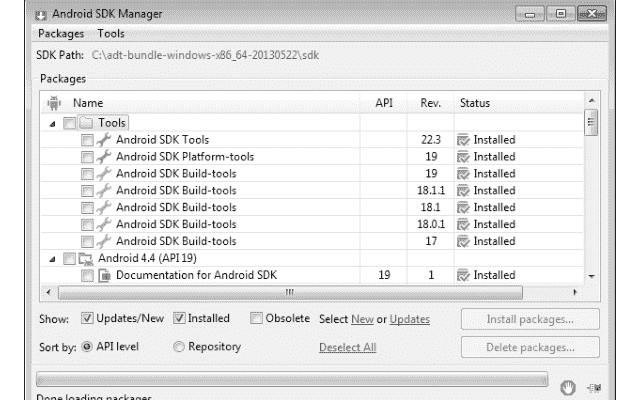 Android SDK Manager
Packages Tools
SDK Path: C:\adt-bundle-windows-x86_64-20130522\sdk
Packages
Name API Rev. Status
Tools
Android SDK Tools 22.3 Installed
Android SDK Platform-tools 19 Installed
Android SDK Build-tools 19 Installed
Android SDK Build-tools 18.1.1 Installed
Android SDK Build-tools 18.1 Installed
Android SDK Build-tools 18.0.1 Installed
Android SDK Build-tools 17 Installed
Android 4.4 (API 19)
Documentation for Android SDK 19 1 Installed
Show: Updates/New Installed Obsolete Select New or Updates Install packages...
Sort by: API level Repository Deselect All Delete packages...
Done loading packages.